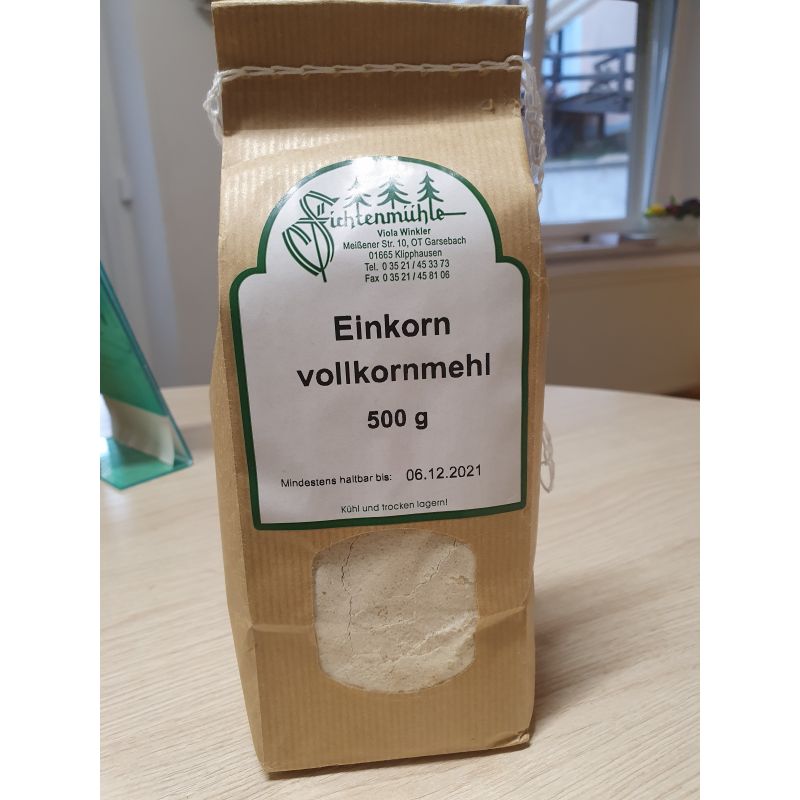 Fichtenmühle
Viola Winkler
Meißener Str. 10, OT Garsebach
01665 Klipphausen
Tel. 0 35 21 / 45 33 73
Fax 0 35 21 / 45 81 06
Einkorn
vollkornmehl
500 g
Mindestens haltbar bis: 06.12.2021
Kühl und trocken lagern!